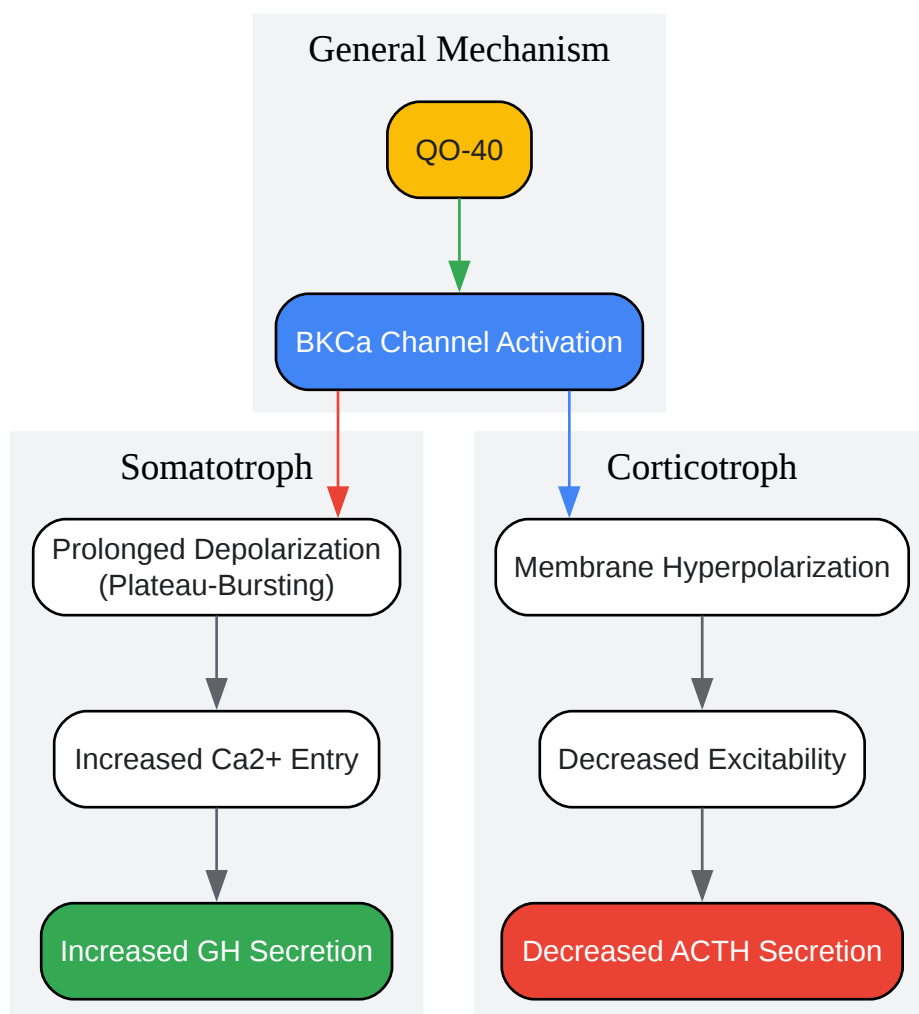 General Mechanism
QO-40
BKCa Channel Activation
Somatotroph
Prolonged Depolarization
(Plateau-Bursting)
Increased Ca2+ Entry
Increased GH Secretion
Corticotroph
Membrane Hyperpolarization
Decreased Excitability
Decreased ACTH Secretion